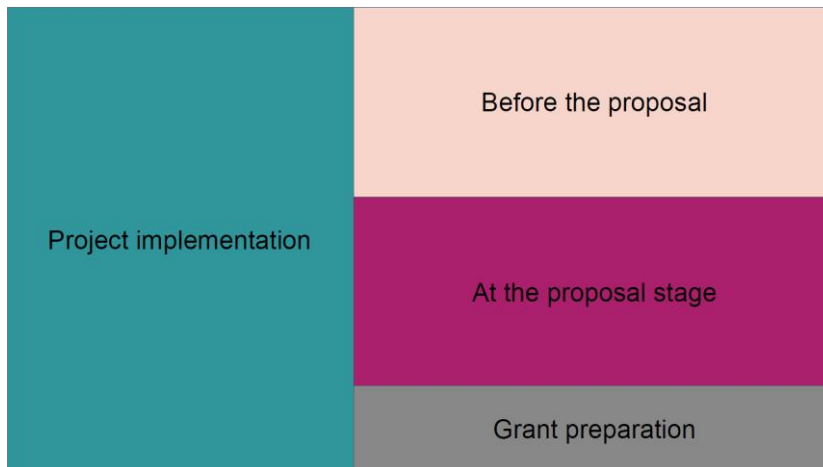 Project implementation
Before the proposal
At the proposal stage
Grant preparation